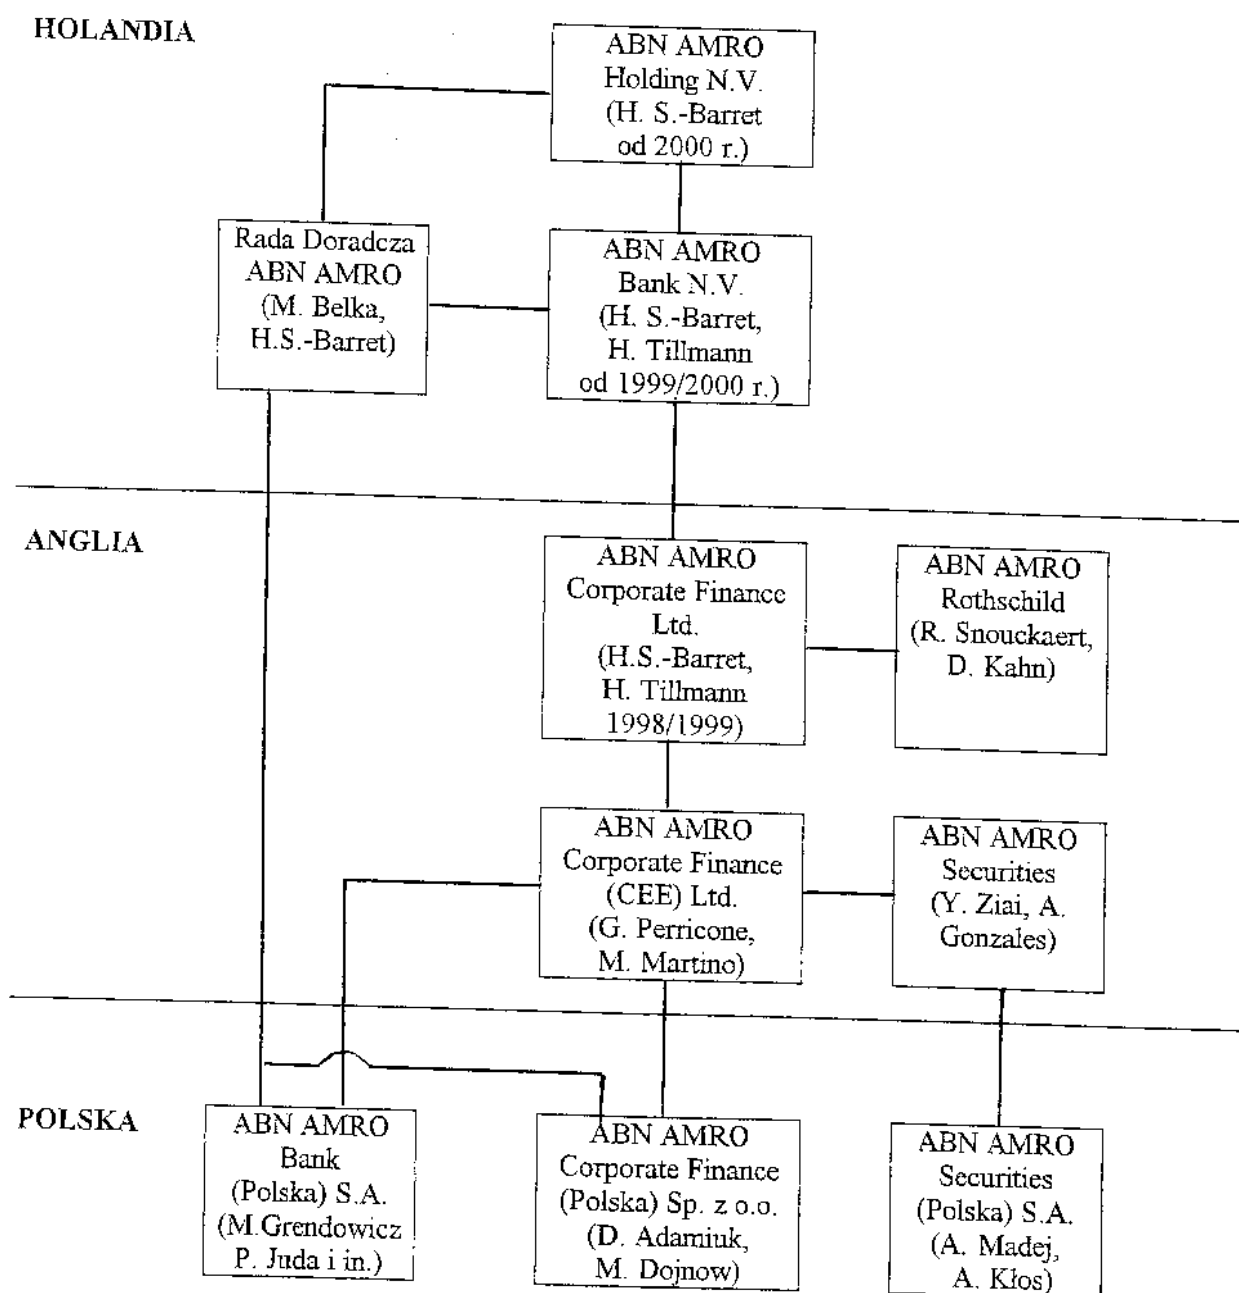 HOLANDIA
ABN AMRO
Holding N.V.
(H. S.-Barret
od 2000 r.)
Rada Doradcza
ABN AMRO
(M. Belka,
H.S.-Barret)
ABN AMRO
Bank N.V.
(H. S.-Barret,
H. Tillmann
od 1999/2000 r.)
ANGLIA
ABN AMRO
Corporate Finance
Ltd.
(H.S.-Barret,
H. Tillmann
1998/1999)
ABN AMRO
Rothschild
(R. Snouckaert,
D. Kahn)
ABN AMRO
Corporate Finance
(CEE) Ltd.
(G. Perricone,
M. Martino)
ABN AMRO
Securities
(Y. Ziai, A.
Gonzales)
POLSKA
ABN AMRO
Bank
(Polska) S.A.
(M.Grendowicz
P. Juda i in.)
ABN AMRO
Corporate Finance
(Polska) Sp. z o.o.
(D. Adamiuk,
M. Dojnow)
ABN AMRO
Securities
(Polska) S.A.
(A. Madej,
A. Kłos)